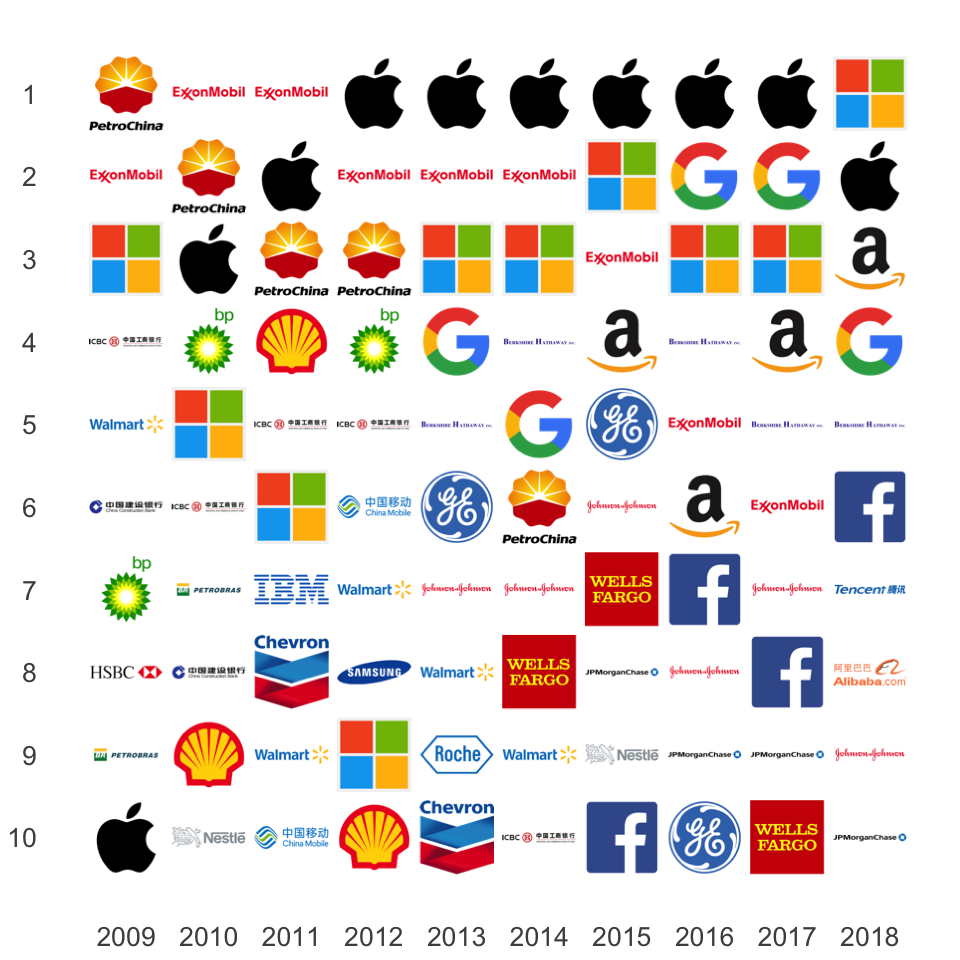 1 PetroChina ExxonMobil ExxonMobil
2 ExxonMobil PetroChina ExxonMobil ExxonMobil ExxonMobil G G
3 PetroChina PetroChina ExxonMobil a
4 ICBC 中国工商银行 bp bp G BERKSHIRE HATHAWAY INC. a BERKSHIRE HATHAWAY INC. a G
5 Walmart ICBC 中国工商银行 ICBC 中国工商银行 BERKSHIRE HATHAWAY INC. G GE ExxonMobil BERKSHIRE HATHAWAY INC. BERKSHIRE HATHAWAY INC.
6 中国建设银行 China Construction Bank ICBC 中国工商银行 中国移动 China Mobile GE PetroChina Johnson & Johnson a ExxonMobil f
7 bp BR PETROBRAS IBM Walmart Johnson & Johnson Johnson & Johnson WELLS FARGO f Johnson & Johnson Tencent 腾讯
8 HSBC 中国建设银行 China Construction Bank Chevron SAMSUNG Walmart WELLS FARGO JPMorganChase Johnson & Johnson f 阿里巴巴 Alibaba.com
9 BR PETROBRAS Walmart Roche Walmart Nestlé JPMorganChase JPMorganChase Johnson & Johnson
10 Nestlé 中国移动 China Mobile Chevron ICBC 中国工商银行 f GE WELLS FARGO JPMorganChase
2009 2010 2011 2012 2013 2014 2015 2016 2017 2018